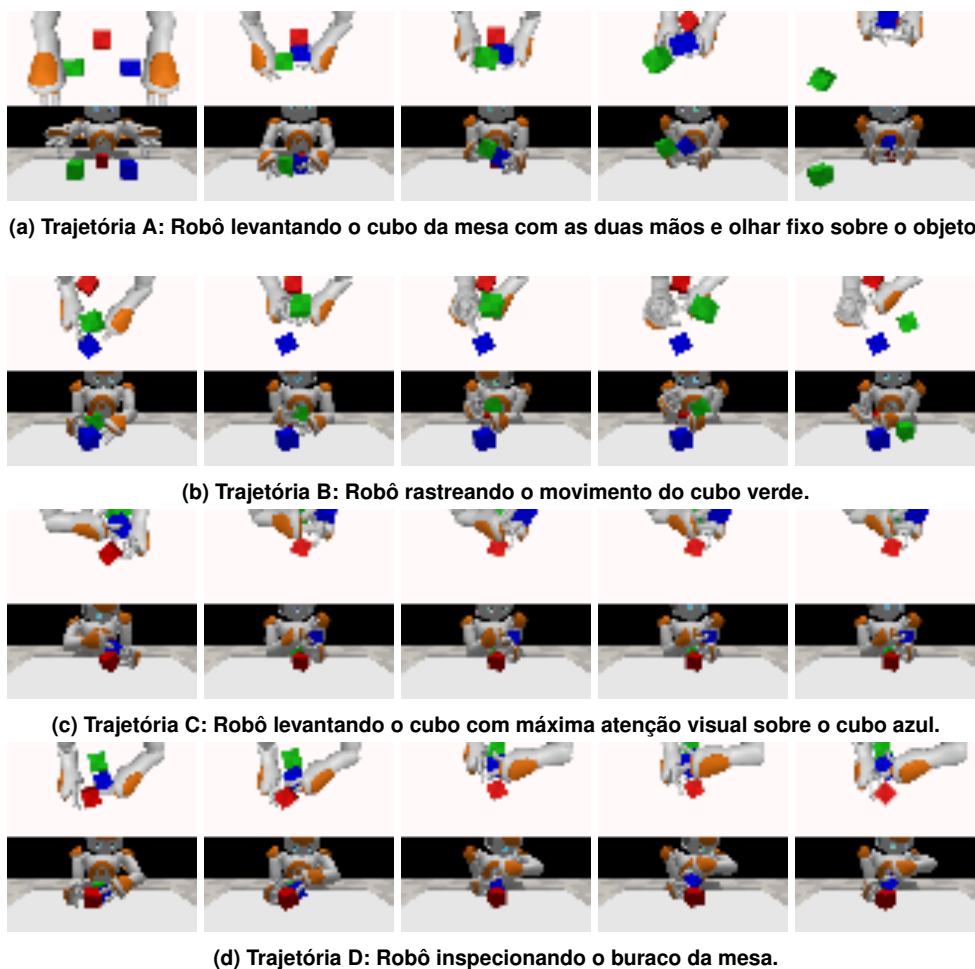 (a) Trajetória A: Robô levantando o cubo da mesa com as duas mãos e olhar fixo sobre o objeto
(b) Trajetória B: Robô rastreando o movimento do cubo verde.
(c) Trajetória C: Robô levantando o cubo com máxima atenção visual sobre o cubo azul.
(d) Trajetória D: Robô inspecionando o buraco da mesa.